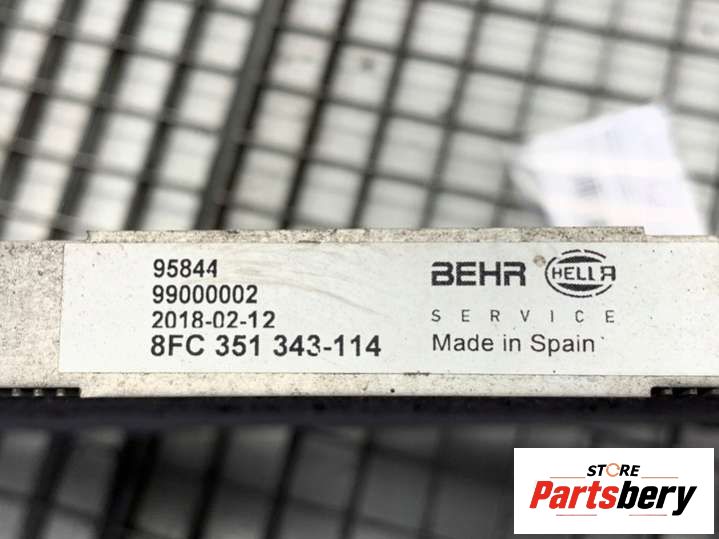 95844
99000002
2018-02-12
8FC 351 343-114
BEHR HELLA
SERVICE
Made in Spain
STORE
Partsbery